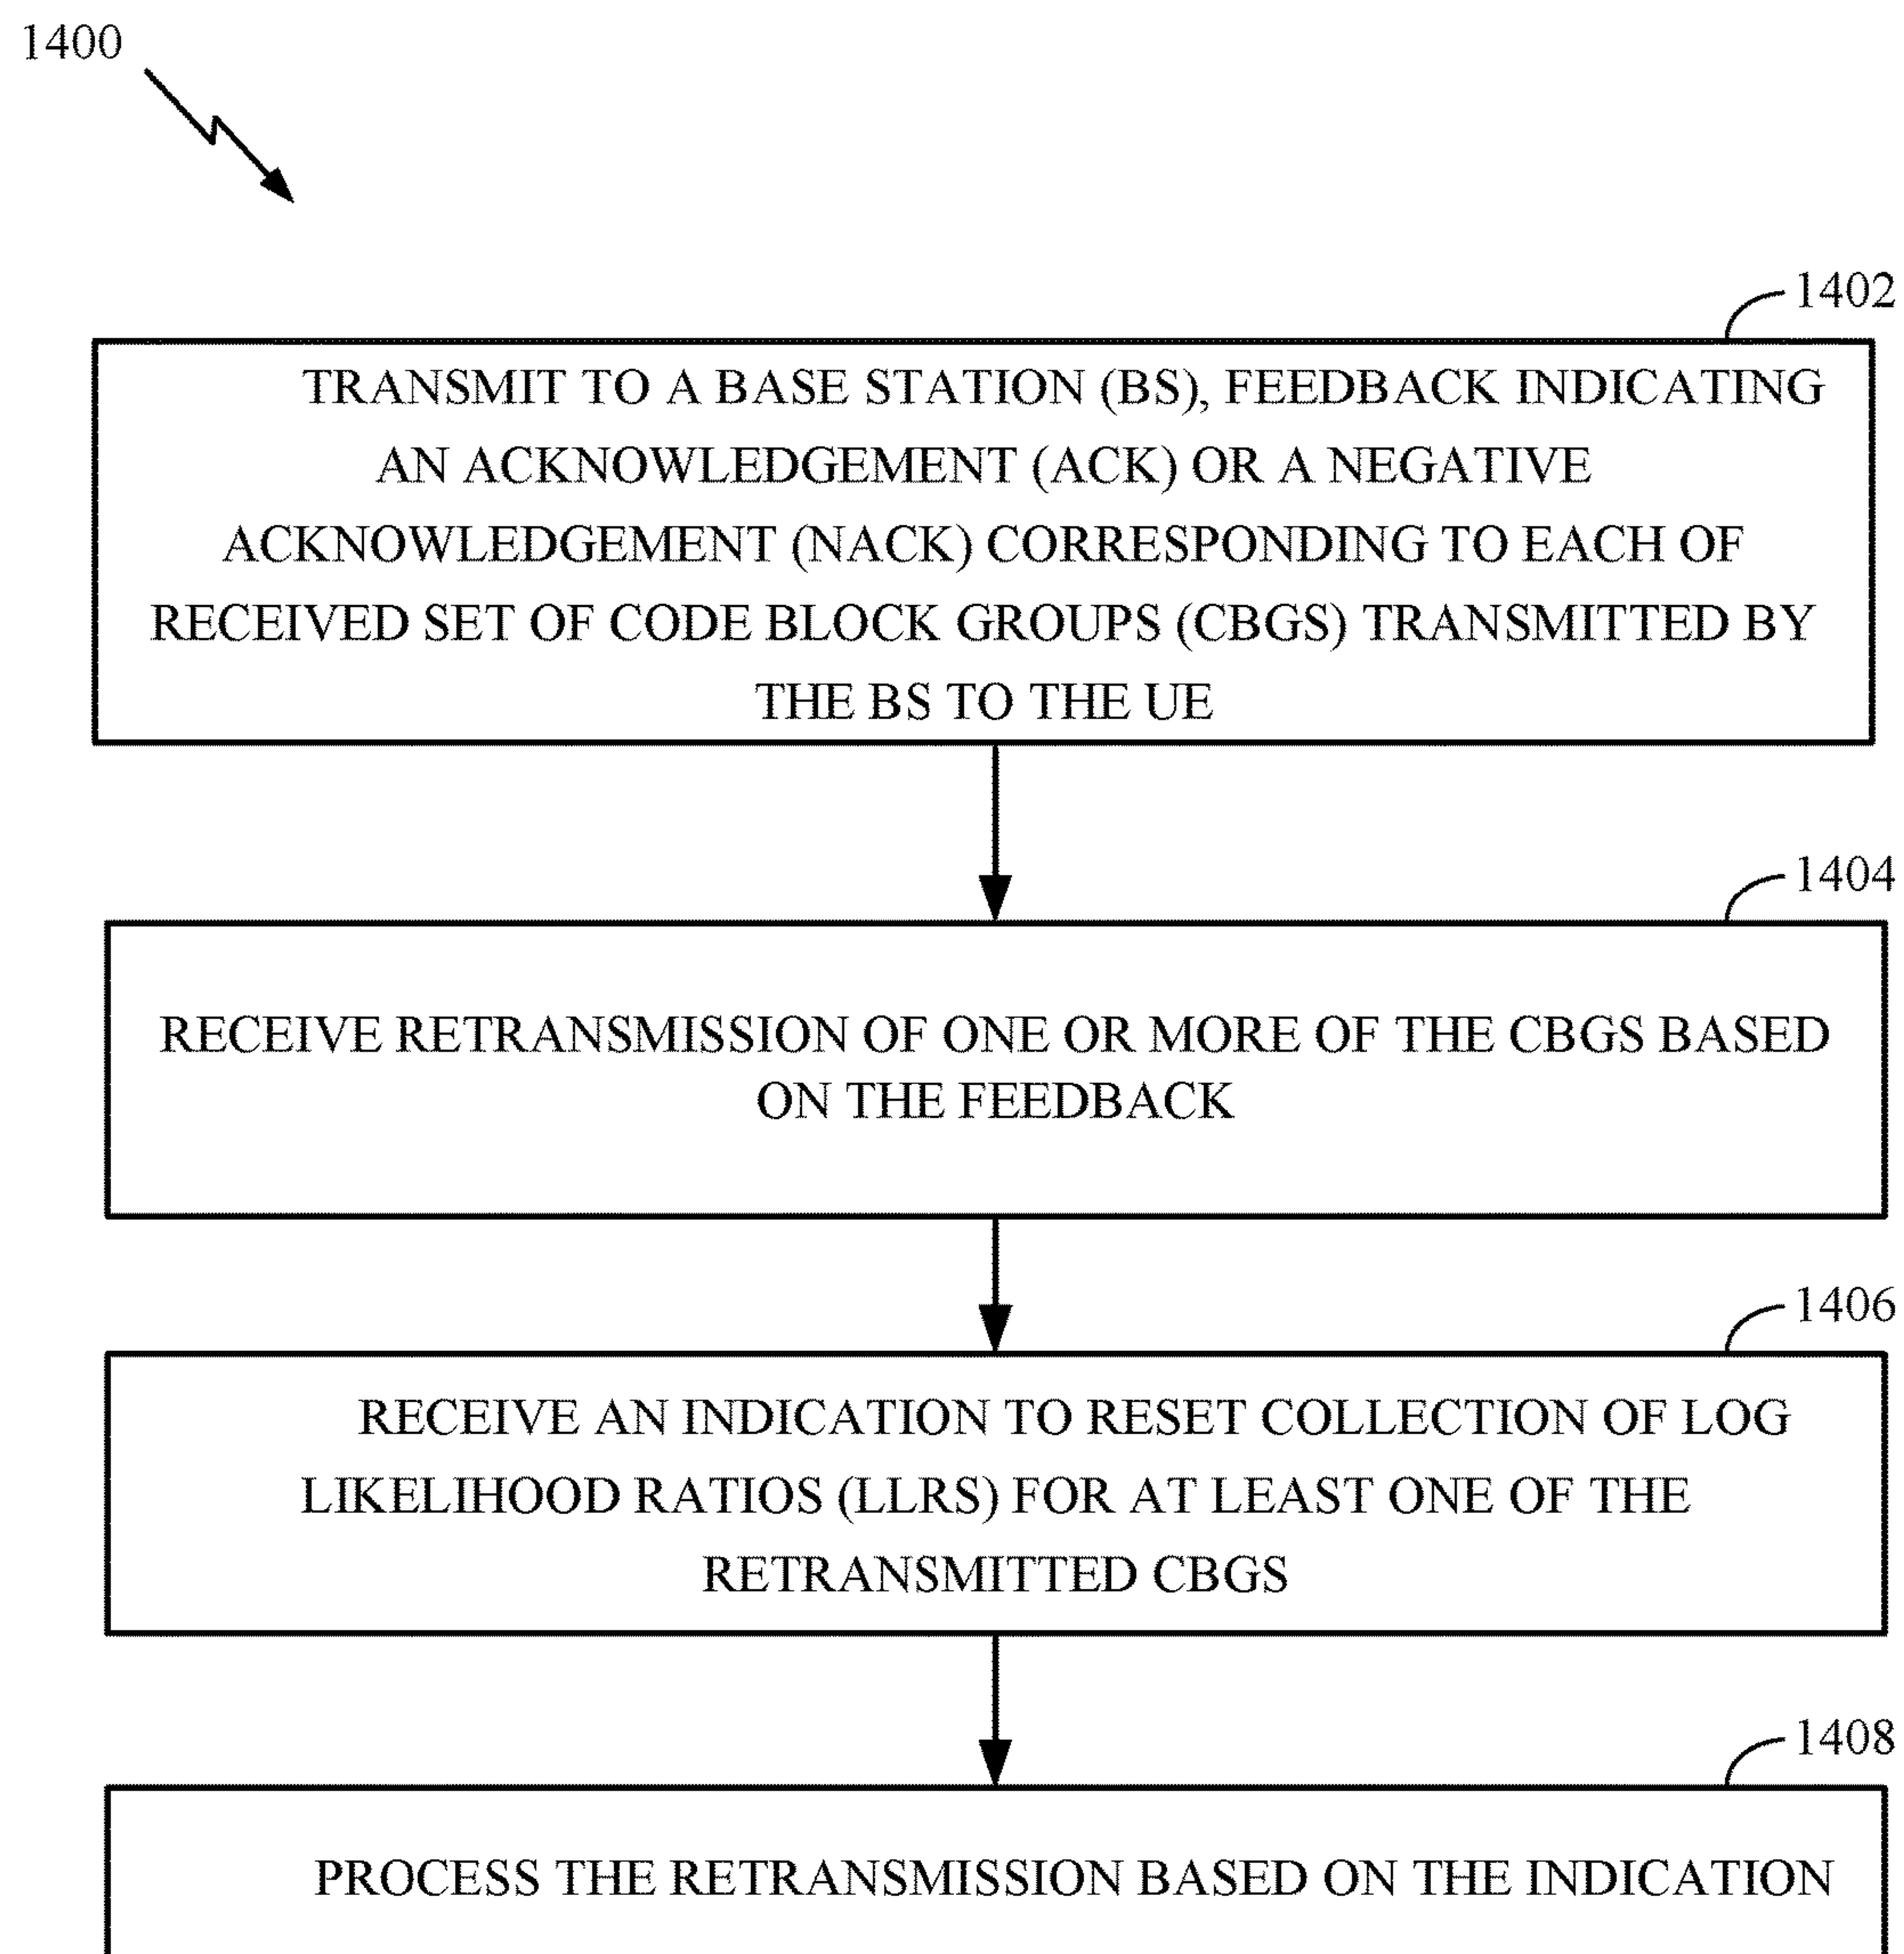 1400
1402
TRANSMIT TO A BASE STATION (BS), FEEDBACK INDICATING
AN ACKNOWLEDGEMENT (ACK) OR A NEGATIVE
ACKNOWLEDGEMENT (NACK) CORRESPONDING TO EACH OF
RECEIVED SET OF CODE BLOCK GROUPS (CBGS) TRANSMITTED BY
THE BS TO THE UE
1404
RECEIVE RETRANSMISSION OF ONE OR MORE OF THE CBGS BASED
ON THE FEEDBACK
1406
RECEIVE AN INDICATION TO RESET COLLECTION OF LOG
LIKELIHOOD RATIOS (LLRS) FOR AT LEAST ONE OF THE
RETRANSMITTED CBGS
1408
PROCESS THE RETRANSMISSION BASED ON THE INDICATION